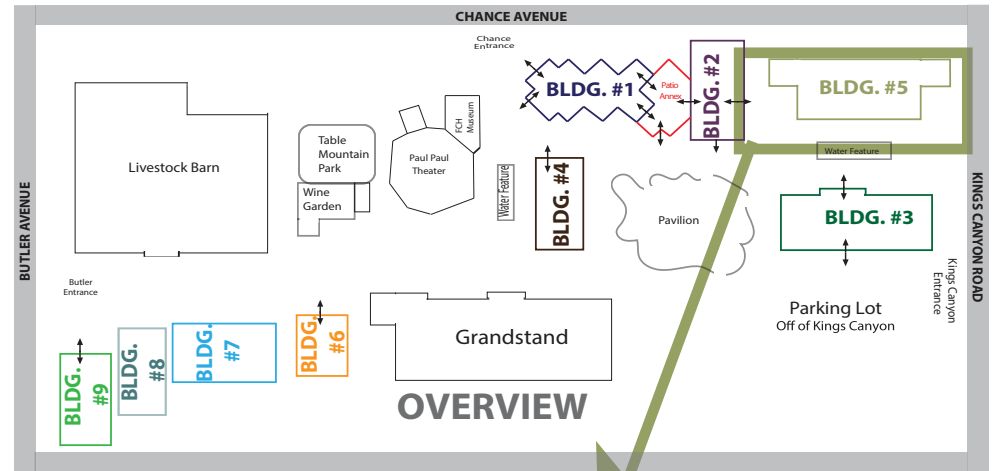 CHANCE AVENUE
Chance
Entrance
BLDG. #1
Patio
Annex
BLDG. #2
BLDG. #5
Water Feature
FCH
Museum
Table
Mountain
Park
Paul Paul
Theater
Livestock Barn
Wine
Garden
Water Feature
BLDG. #4
Pavilion
BLDG. #3
BUTLER AVENUE
KINGS CANYON ROAD
Butler
Entrance
Kings Canyon
Entrance
Parking Lot
Off of Kings Canyon
BLDG.
#6
Grandstand
BLDG.
#7
BLDG.
#8
BLDG.
#9
OVERVIEW